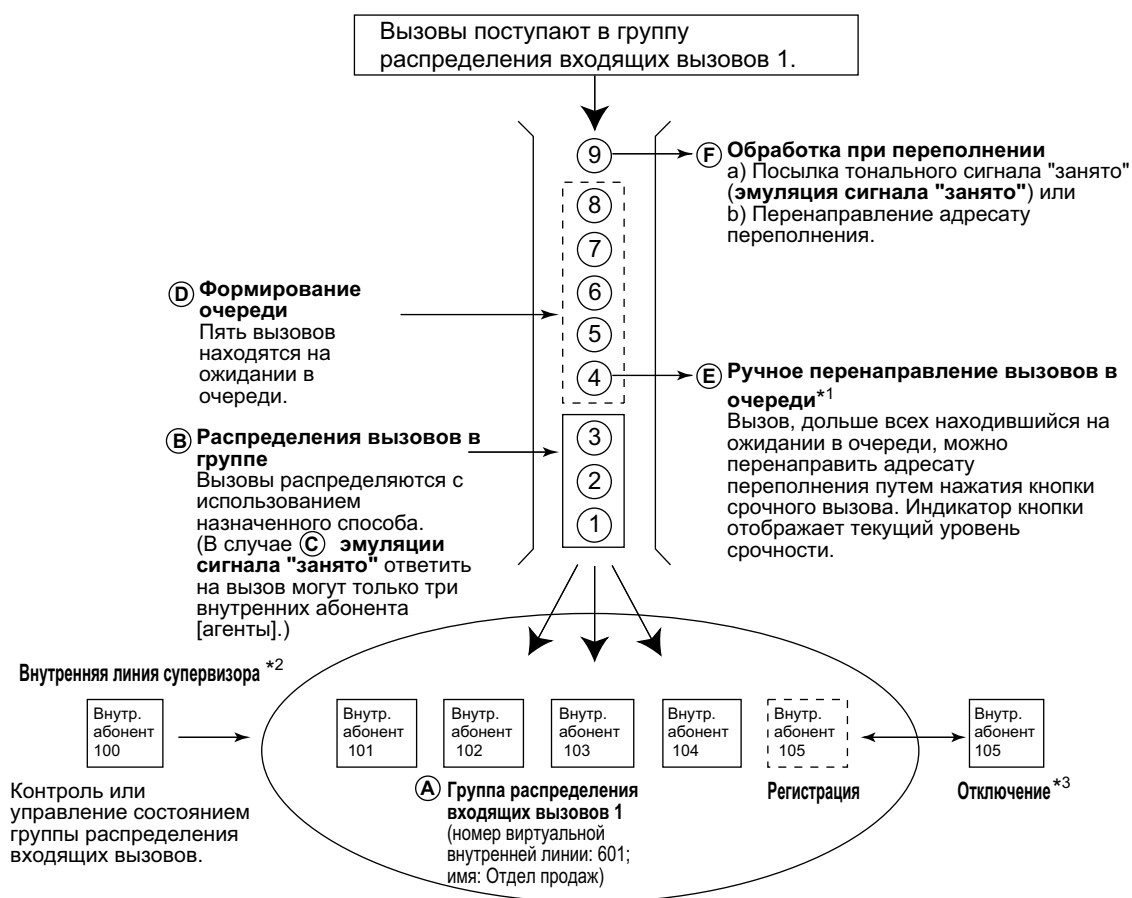 Вызовы поступают в группу
распределения входящих вызовов 1.
9
8
7
6
5
4
3
2
1
F Обработка при переполнении
a) Посылка тонального сигнала "занято"
(эмуляция сигнала "занято") или
b) Перенаправление адресату
переполнения.
D Формирование
очереди
Пять вызовов
находятся на
ожидании в
очереди.
E Ручное перенаправление вызовов в
очереди*1
Вызов, дольше всех находившийся на
ожидании в очереди, можно
перенаправить адресату
переполнения путем нажатия кнопки
срочного вызова. Индикатор кнопки
отображает текущий уровень
срочности.
B Распределения вызовов в
группе
Вызовы распределяются с
использованием
назначенного способа.
(В случае C эмуляции
сигнала "занято" ответить
на вызов могут только три
внутренних абонента
[агенты].)
Внутренняя линия супервизора *2
Внутр.
абонент
100
Контроль или
управление состоянием
группы распределения
входящих вызовов.
Внутр.
абонент
101
Внутр.
абонент
102
Внутр.
абонент
103
Внутр.
абонент
104
Внутр.
абонент
105
Регистрация
Внутр.
абонент
105
Отключение *3
A Группа распределения
входящих вызовов 1
(номер виртуальной
внутренней линии: 601;
имя: Отдел продаж)